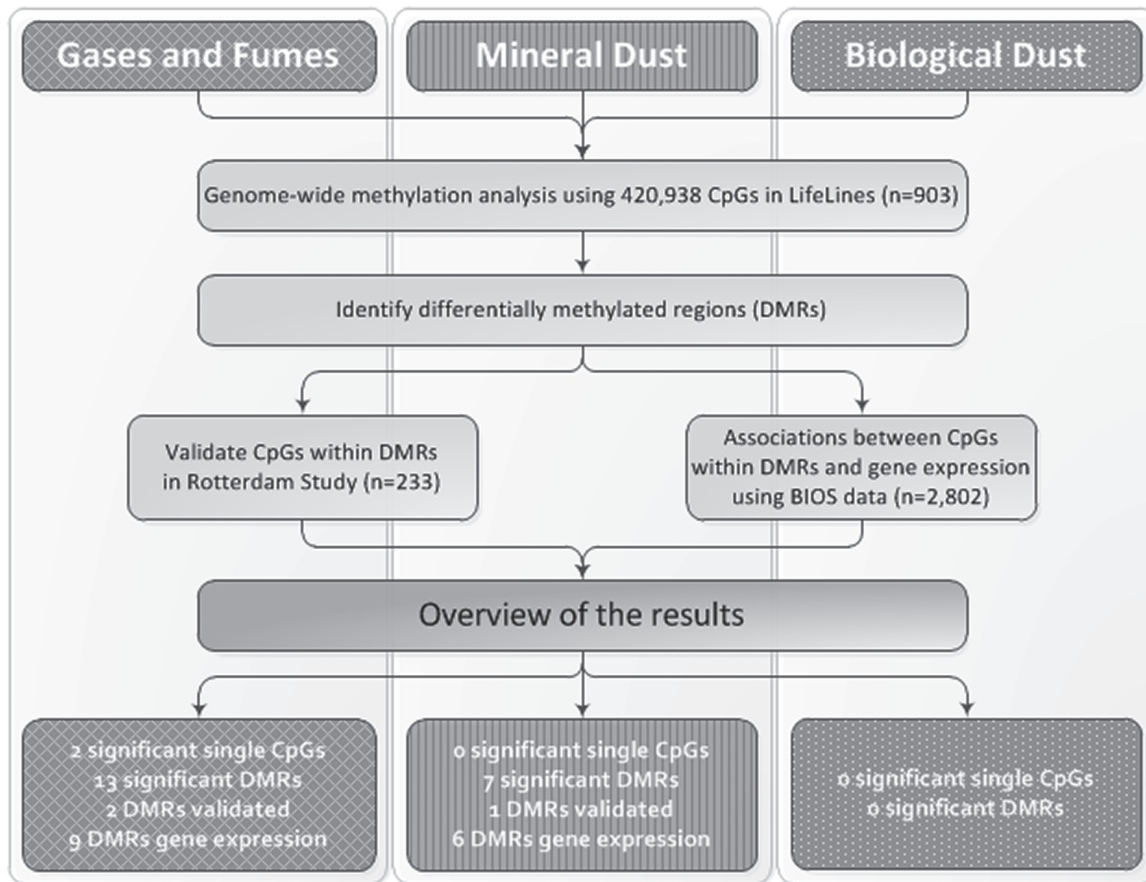 Gases and Fumes
Mineral Dust
Biological Dust
Genome-wide methylation analysis using 420,938 CpGs in LifeLines (n=903)
Identify differentially methylated regions (DMRs)
Validate CpGs within DMRs
in Rotterdam Study (n=233)
Associations between CpGs
within DMRs and gene expression
using BIOS data (n=2,802)
Overview of the results
2 significant single CpGs
13 significant DMRs
2 DMRs validated
9 DMRs gene expression
0 significant single CpGs
7 significant DMRs
1 DMRs validated
6 DMRs gene expression
0 significant single CpGs
0 significant DMRs